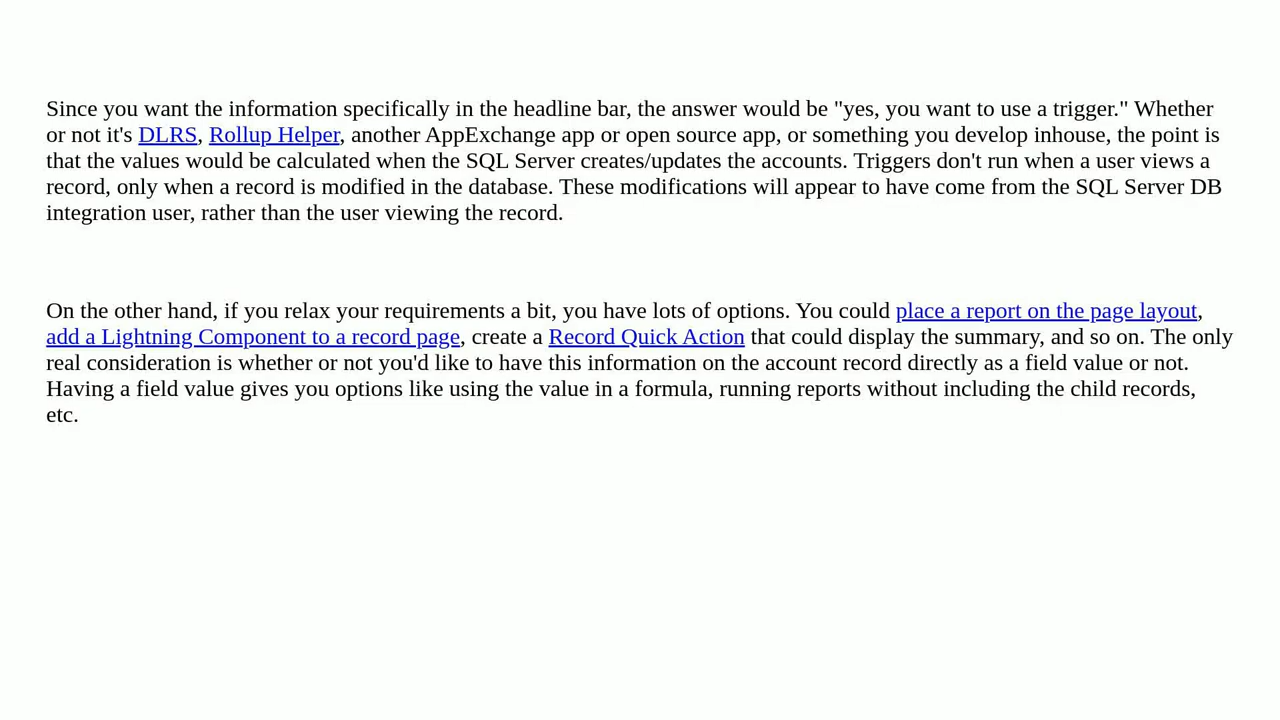 Since you want the information specifically in the headline bar, the answer would be "yes, you want to use a trigger." Whether
or not it's DLRS, Rollup Helper, another AppExchange app or open source app, or something you develop inhouse, the point is
that the values would be calculated when the SQL Server creates/updates the accounts. Triggers don't run when a user views a
record, only when a record is modified in the database. These modifications will appear to have come from the SQL Server DB
integration user, rather than the user viewing the record.
On the other hand, if you relax your requirements a bit, you have lots of options. You could place a report on the page layout,
add a Lightning Component to a record page, create a Record Quick Action that could display the summary, and so on. The only
real consideration is whether or not you'd like to have this information on the account record directly as a field value or not.
Having a field value gives you options like using the value in a formula, running reports without including the child records,
etc.